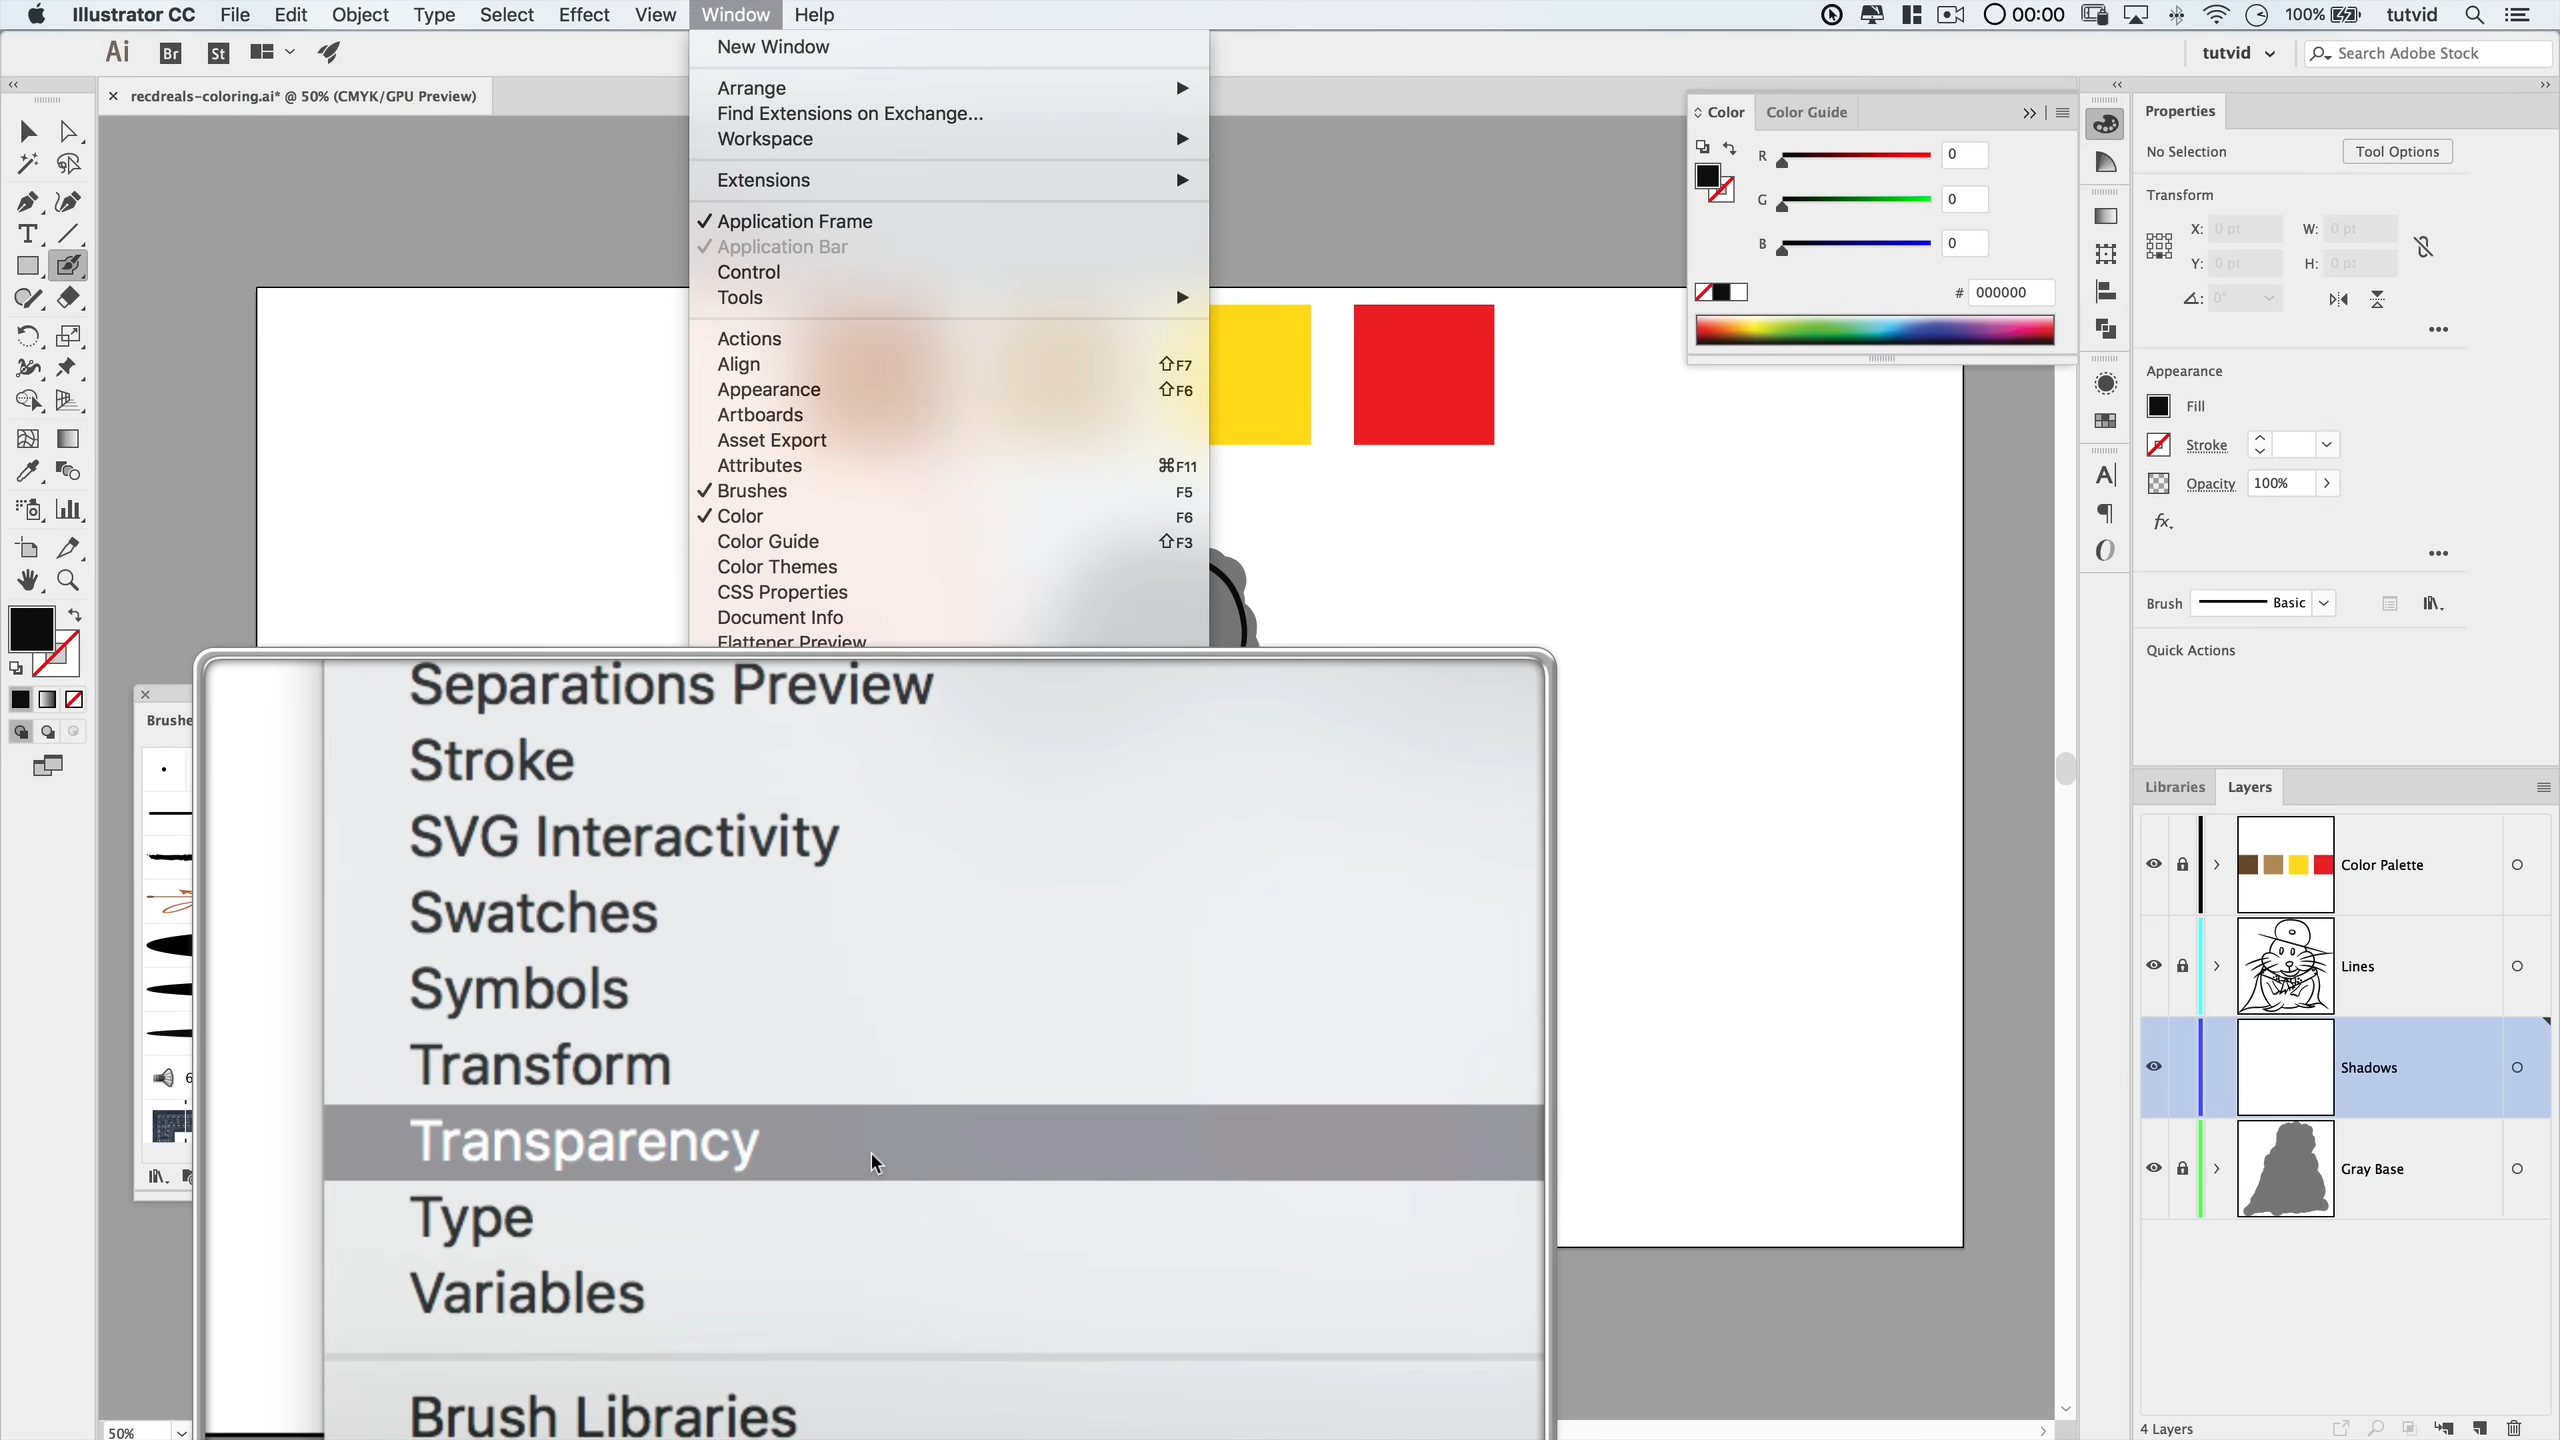 Illustrator CC File Edit Object Type Select Effect View Window Help 00:00 100% tutvid
Ai Br St tutvid Search Adobe Stock
recdreals-coloring.ai* @ 50% (CMYK/GPU Preview)
New Window
Arrange
Find Extensions on Exchange...
Workspace
Extensions
Application Frame
Application Bar
Control
Tools
Actions
Align ⇧F7
Appearance ⇧F6
Artboards
Asset Export
Attributes ⌘F11
Brushes F5
Color F6
Color Guide ⇧F3
Color Themes
CSS Properties
Document Info
Flattener Preview
Separations Preview
Stroke
SVG Interactivity
Swatches
Symbols
Transform
Transparency
Type
Variables
Brush Libraries
Brushe
6
50%
Color Color Guide
R 0
G 0
B 0
# 000000
Properties
No Selection Tool Options
Transform
X: 0 pt W: 0 pt
Y: 0 pt H: 0 pt
0°
Appearance
Fill
Stroke
Opacity 100%
fx.
Brush Basic
Quick Actions
Libraries Layers
Color Palette
Lines
Shadows
Gray Base
4 Layers